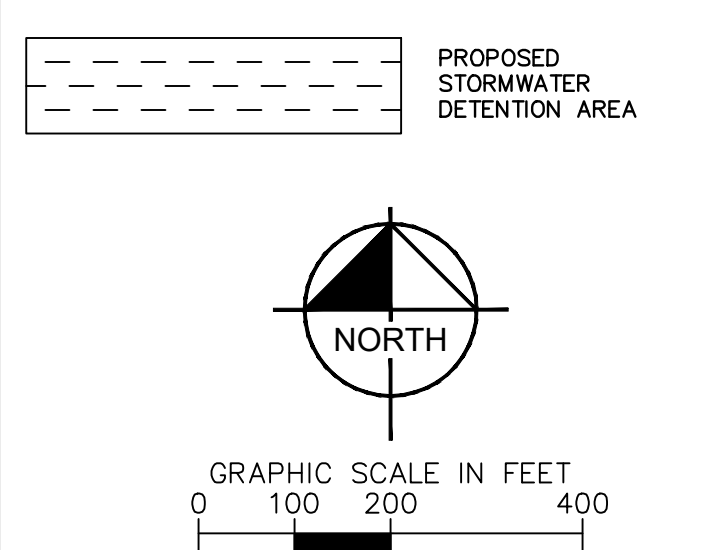 PROPOSED
STORMWATER
DETENTION AREA
NORTH
GRAPHIC SCALE IN FEET
0 100 200 400